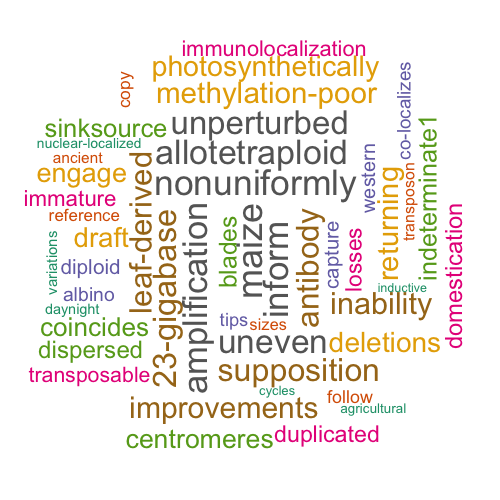 immunolocalization
photosynthetically
methylation-poor
copy
co-localizes
sinksource
unperturbed
nuclear-localized
allotetraploid
ancient
engage
nonuniformly
western
transposon
indeterminate1
immature
reference
leaf-derived
returning
draft
variations
diploid
albino
daynight
23-gigabase
amplification
blades
maize
inform
antibody
capture
losses
domestication
inductive
inability
coincides
tips
sizes
dispersed
uneven
deletions
transposable
supposition
cycles
follow
improvements
agricultural
centromeres
duplicated